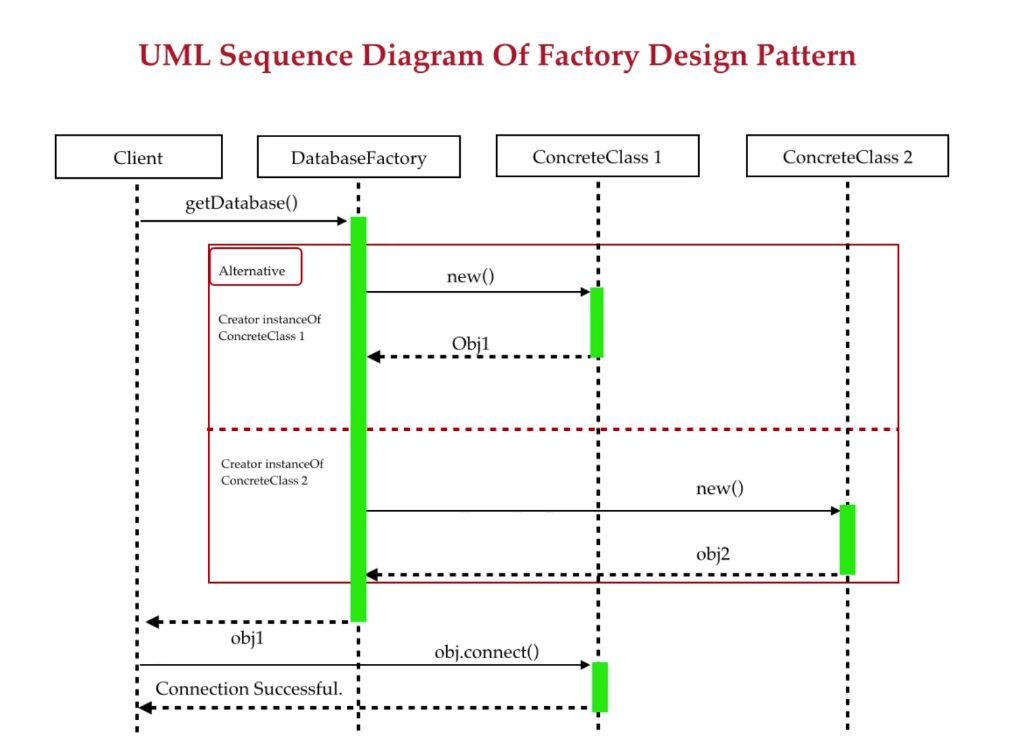 UML Sequence Diagram Of Factory Design Pattern
Client
DatabaseFactory
ConcreteClass 1
ConcreteClass 2
getDatabase()
Alternative
new()
Creator instanceOf
ConcreteClass 1
Obj1
Creator instanceOf
ConcreteClass 2
new()
obj2
obj1
obj.connect()
Connection Successful.